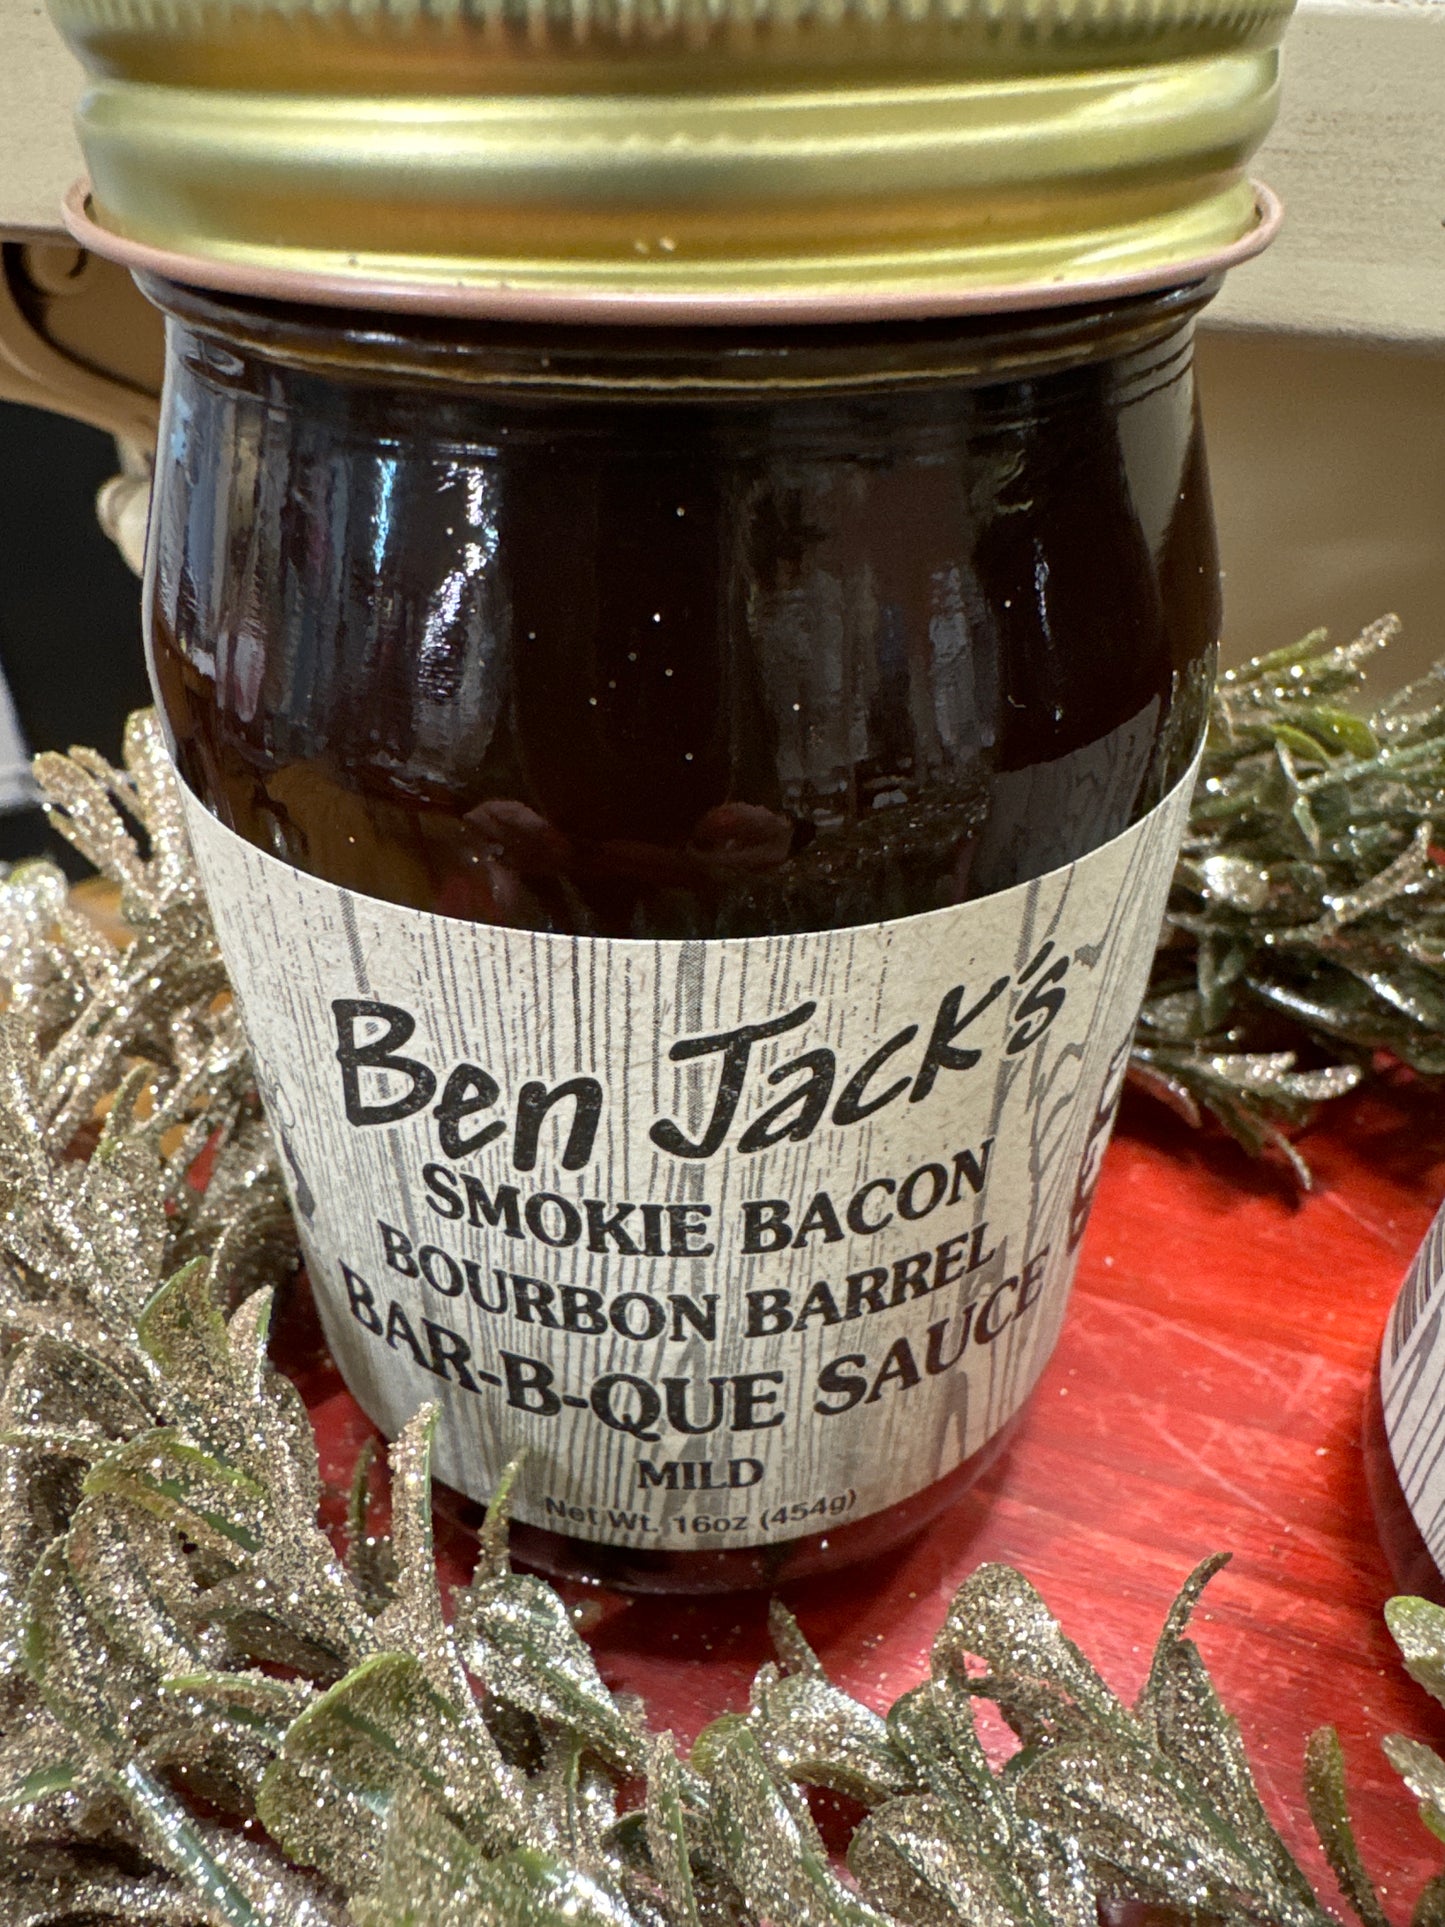 Ben Jack's
SMOKIE BACON
BOURBON BARREL
BAR-B-QUE SAUCE
MILD
Net Wt. 16oz (454g)